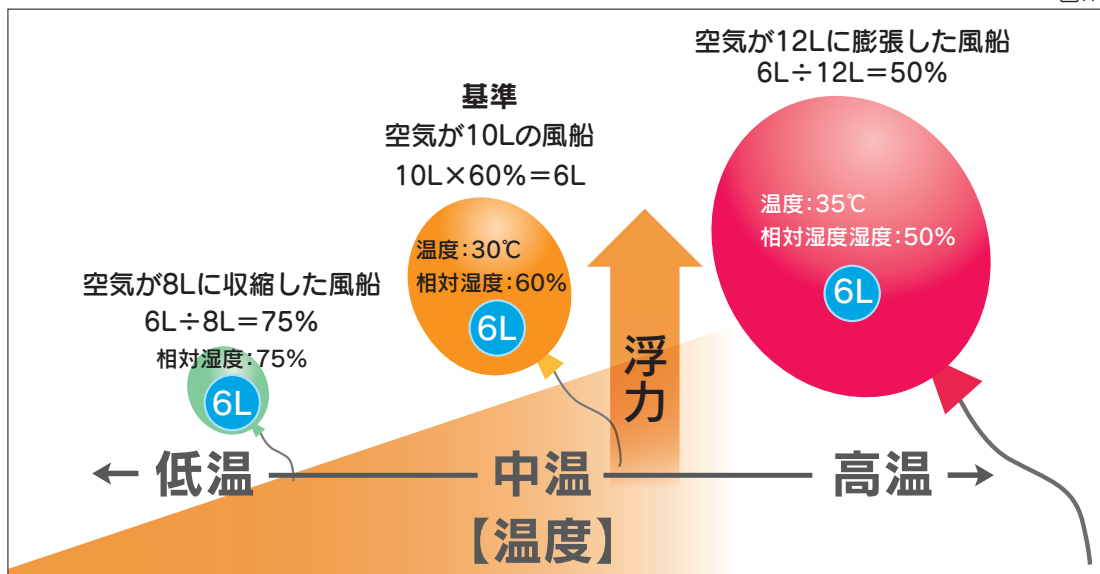 空気が12Lに膨張した風船
6L÷12L=50%
基準
空気が10Lの風船
10L×60%=6L
温度:35℃
相対湿度湿度:50%
6L
温度:30℃
相対湿度:60%
6L
空気が8Lに収縮した風船
6L÷8L=75%
相対湿度:75%
6L
浮力
← 低温
中温
高温 →
【温度】